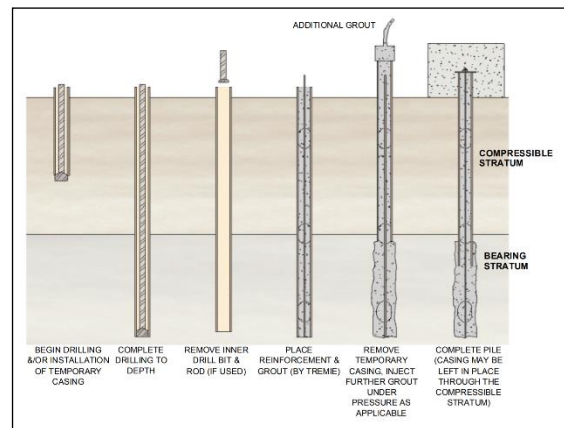 ADDITIONAL GROUT
COMPRESSIBLE
STRATUM
BEARING
STRATUM
BEGIN DRILLING
&/OR INSTALLATION
OF TEMPORARY
CASING
COMPLETE
DRILLING TO
DEPTH
REMOVE INNER
DRILL BIT &
ROD (IF USED)
PLACE
REINFORCEMENT &
GROUT (BY TREMIE)
REMOVE
TEMPORARY
CASING, INJECT
FURTHER GROUT
UNDER
PRESSURE AS
APPLICABLE
COMPLETE PILE
(CASING MAY BE
LEFT IN PLACE
THROUGH THE
COMPRESSIBLE
STRATUM)